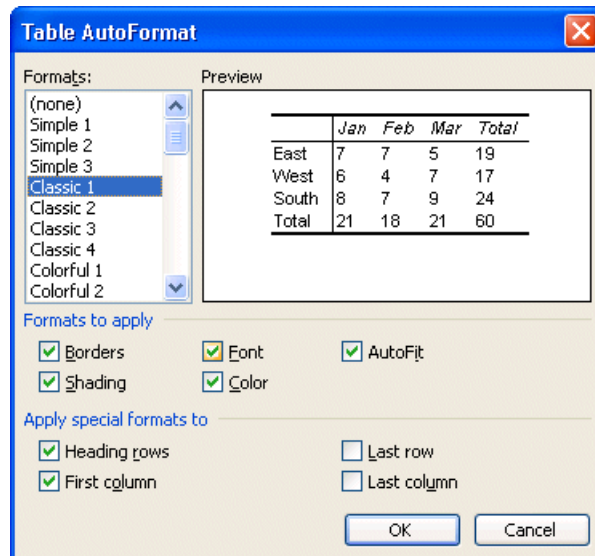 Table AutoFormat
Formats:
Preview
(none)
Simple 1
Simple 2
Simple 3
Classic 1
Classic 2
Classic 3
Classic 4
Colorful 1
Colorful 2
Jan Feb Mar Total
East 7 7 5 19
West 6 4 7 17
South 8 7 9 24
Total 21 18 21 60
Formats to apply
Borders Font AutoFit
Shading Color
Apply special formats to
Heading rows Last row
First column Last column
OK Cancel